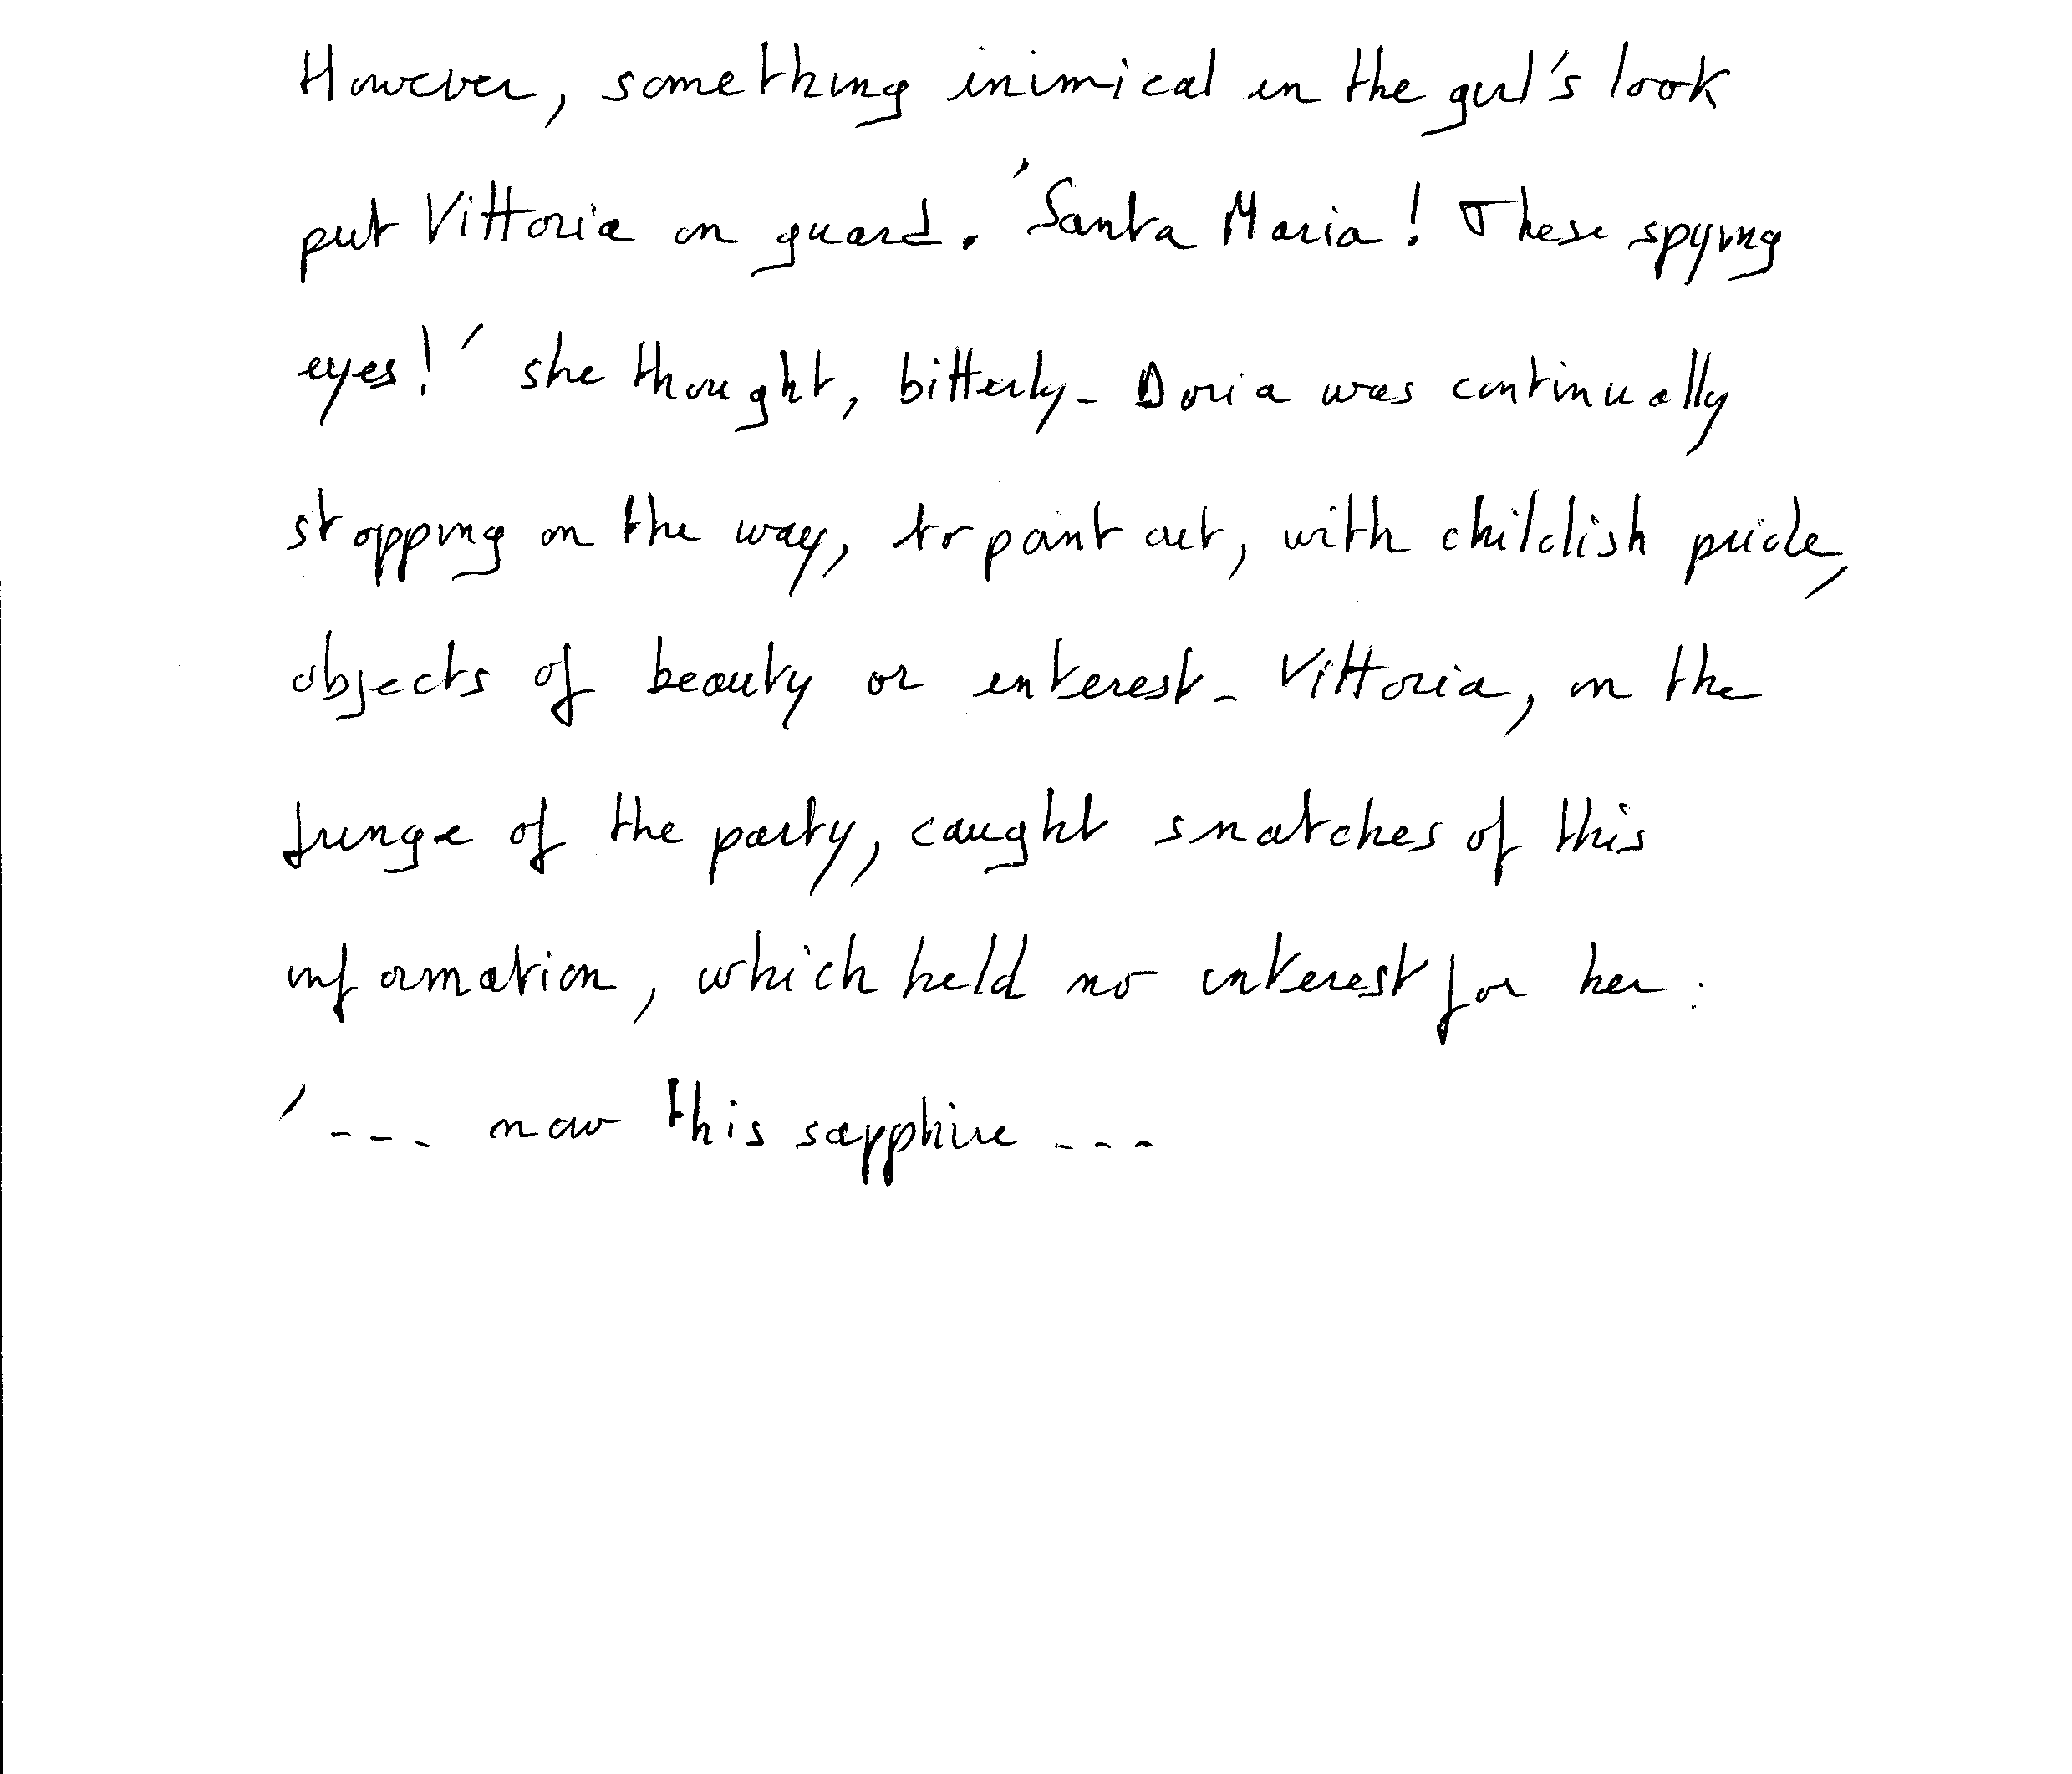 However, something inimical in the girl's look
put Vittoria on guard. 'Santa Maria! These spying
eyes!' she thought, bitterly. Doria was continually
stopping on the way, to point out, with childish pride,
objects of beauty or interest. Vittoria, on the
fringe of the party, caught snatches of this
information, which held no interest for her:
'... now this sapphire ...